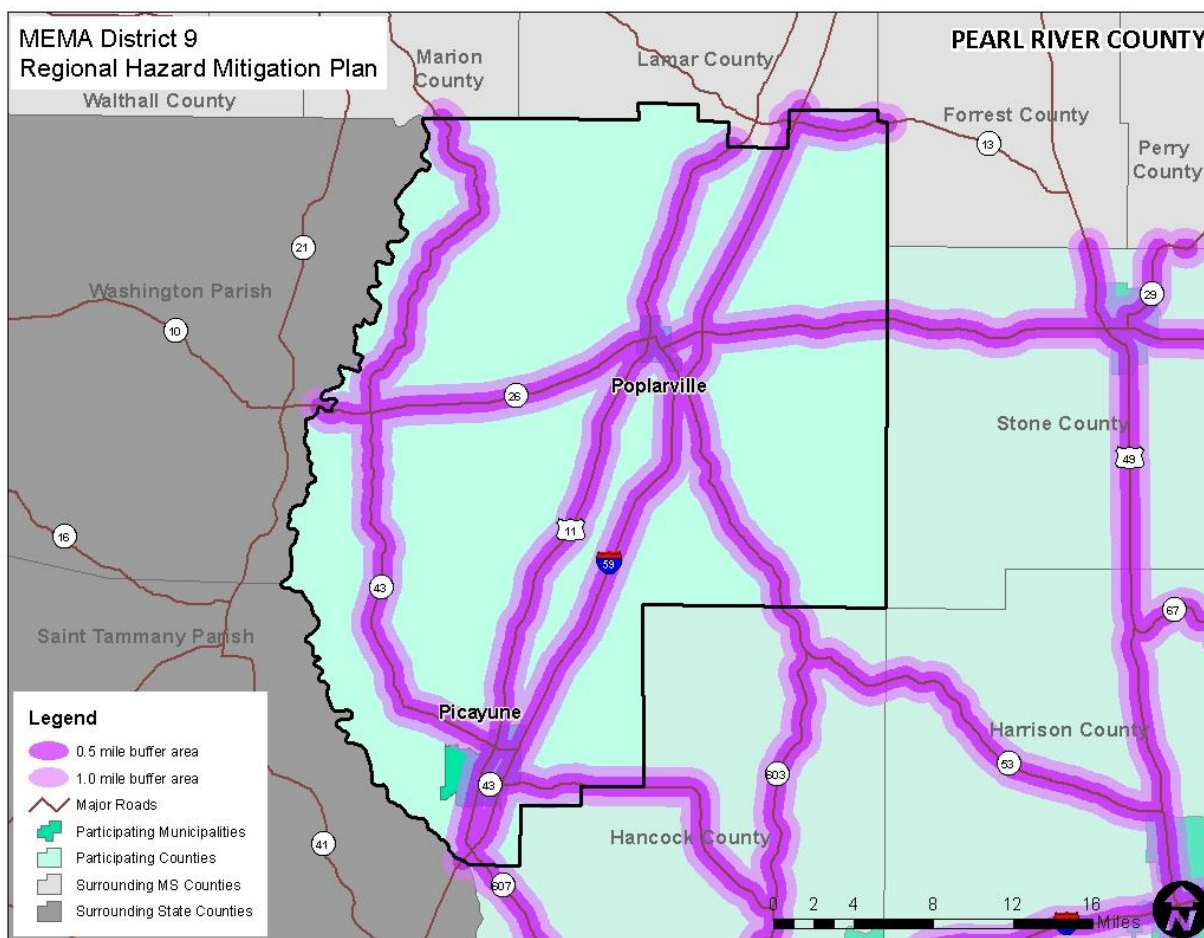 MEMA District 9
Regional Hazard Mitigation Plan
PEARL RIVER COUNTY
Marion
County
Lamar County
Walthall County
Forrest County
13
Perry
County
21
Washington Parish
10
29
26
Poplarville
Stone County
49
16
11
59
43
67
Saint Tammany Parish
Picayune
Harrison County
53
43
603
Hancock County
41
607
Legend
0.5 mile buffer area
1.0 mile buffer area
Major Roads
Participating Municipalities
Participating Counties
Surrounding MS Counties
Surrounding State Counties
0 2 4 8 12 16
Miles
N